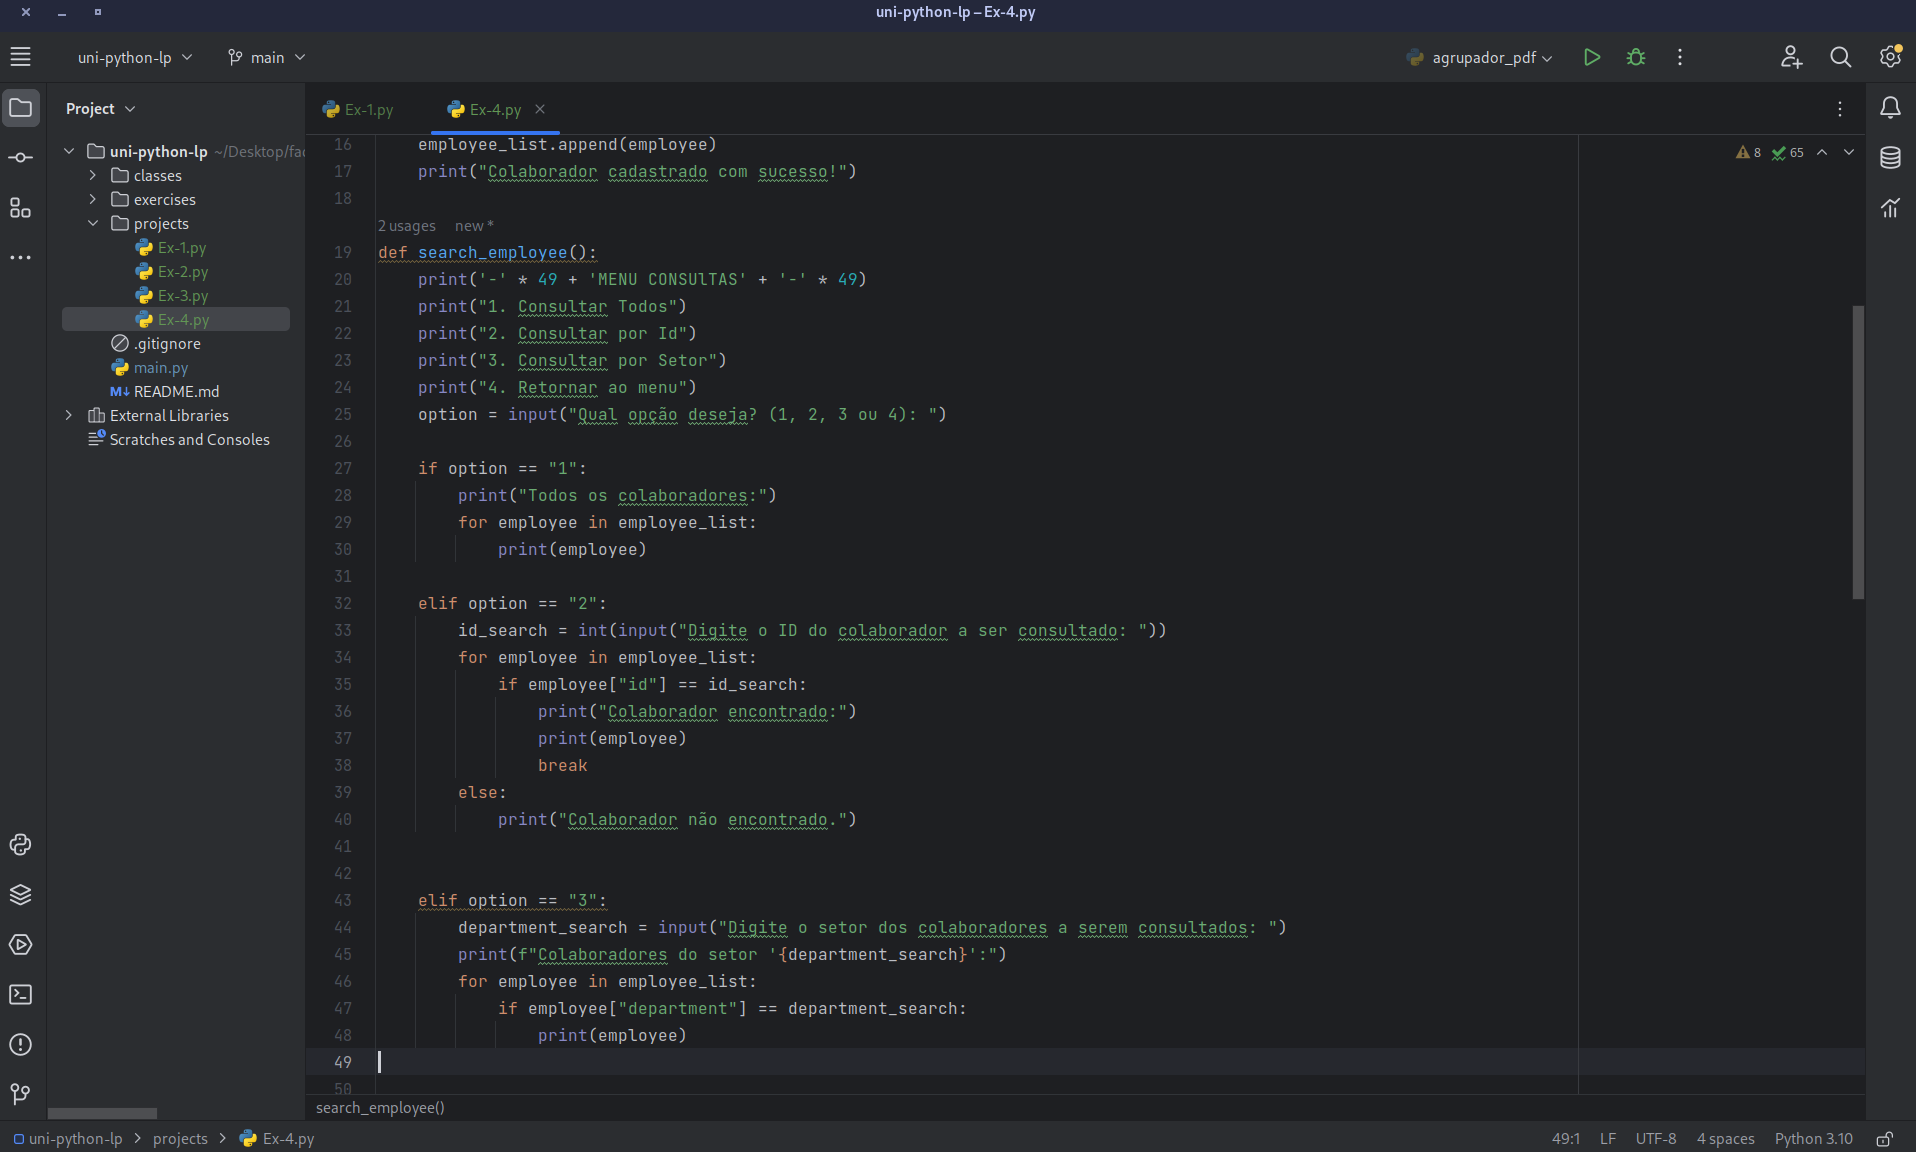 uni-python-lp – Ex-4.py
uni-python-lp
main
agrupador_pdf
Project
Ex-1.py
Ex-4.py
uni-python-lp ~/Desktop/fac
classes
exercises
projects
Ex-1.py
Ex-2.py
Ex-3.py
Ex-4.py
.gitignore
main.py
M↓ README.md
External Libraries
Scratches and Consoles
8 65
16 employee_list.append(employee)
17 print("Colaborador cadastrado com sucesso!")
18
2 usages new *
19 def search_employee():
20 print('-' * 49 + 'MENU CONSULTAS' + '-' * 49)
21 print("1. Consultar Todos")
22 print("2. Consultar por Id")
23 print("3. Consultar por Setor")
24 print("4. Retornar ao menu")
25 option = input("Qual opção deseja? (1, 2, 3 ou 4): ")
26
27 if option == "1":
28 print("Todos os colaboradores:")
29 for employee in employee_list:
30 print(employee)
31
32 elif option == "2":
33 id_search = int(input("Digite o ID do colaborador a ser consultado: "))
34 for employee in employee_list:
35 if employee["id"] == id_search:
36 print("Colaborador encontrado:")
37 print(employee)
38 break
39 else:
40 print("Colaborador não encontrado.")
41
42
43 elif option == "3":
44 department_search = input("Digite o setor dos colaboradores a serem consultados: ")
45 print(f"Colaboradores do setor '{department_search}':")
46 for employee in employee_list:
47 if employee["department"] == department_search:
48 print(employee)
49
50
search_employee()
uni-python-lp > projects > Ex-4.py
49:1 LF UTF-8 4 spaces Python 3.10